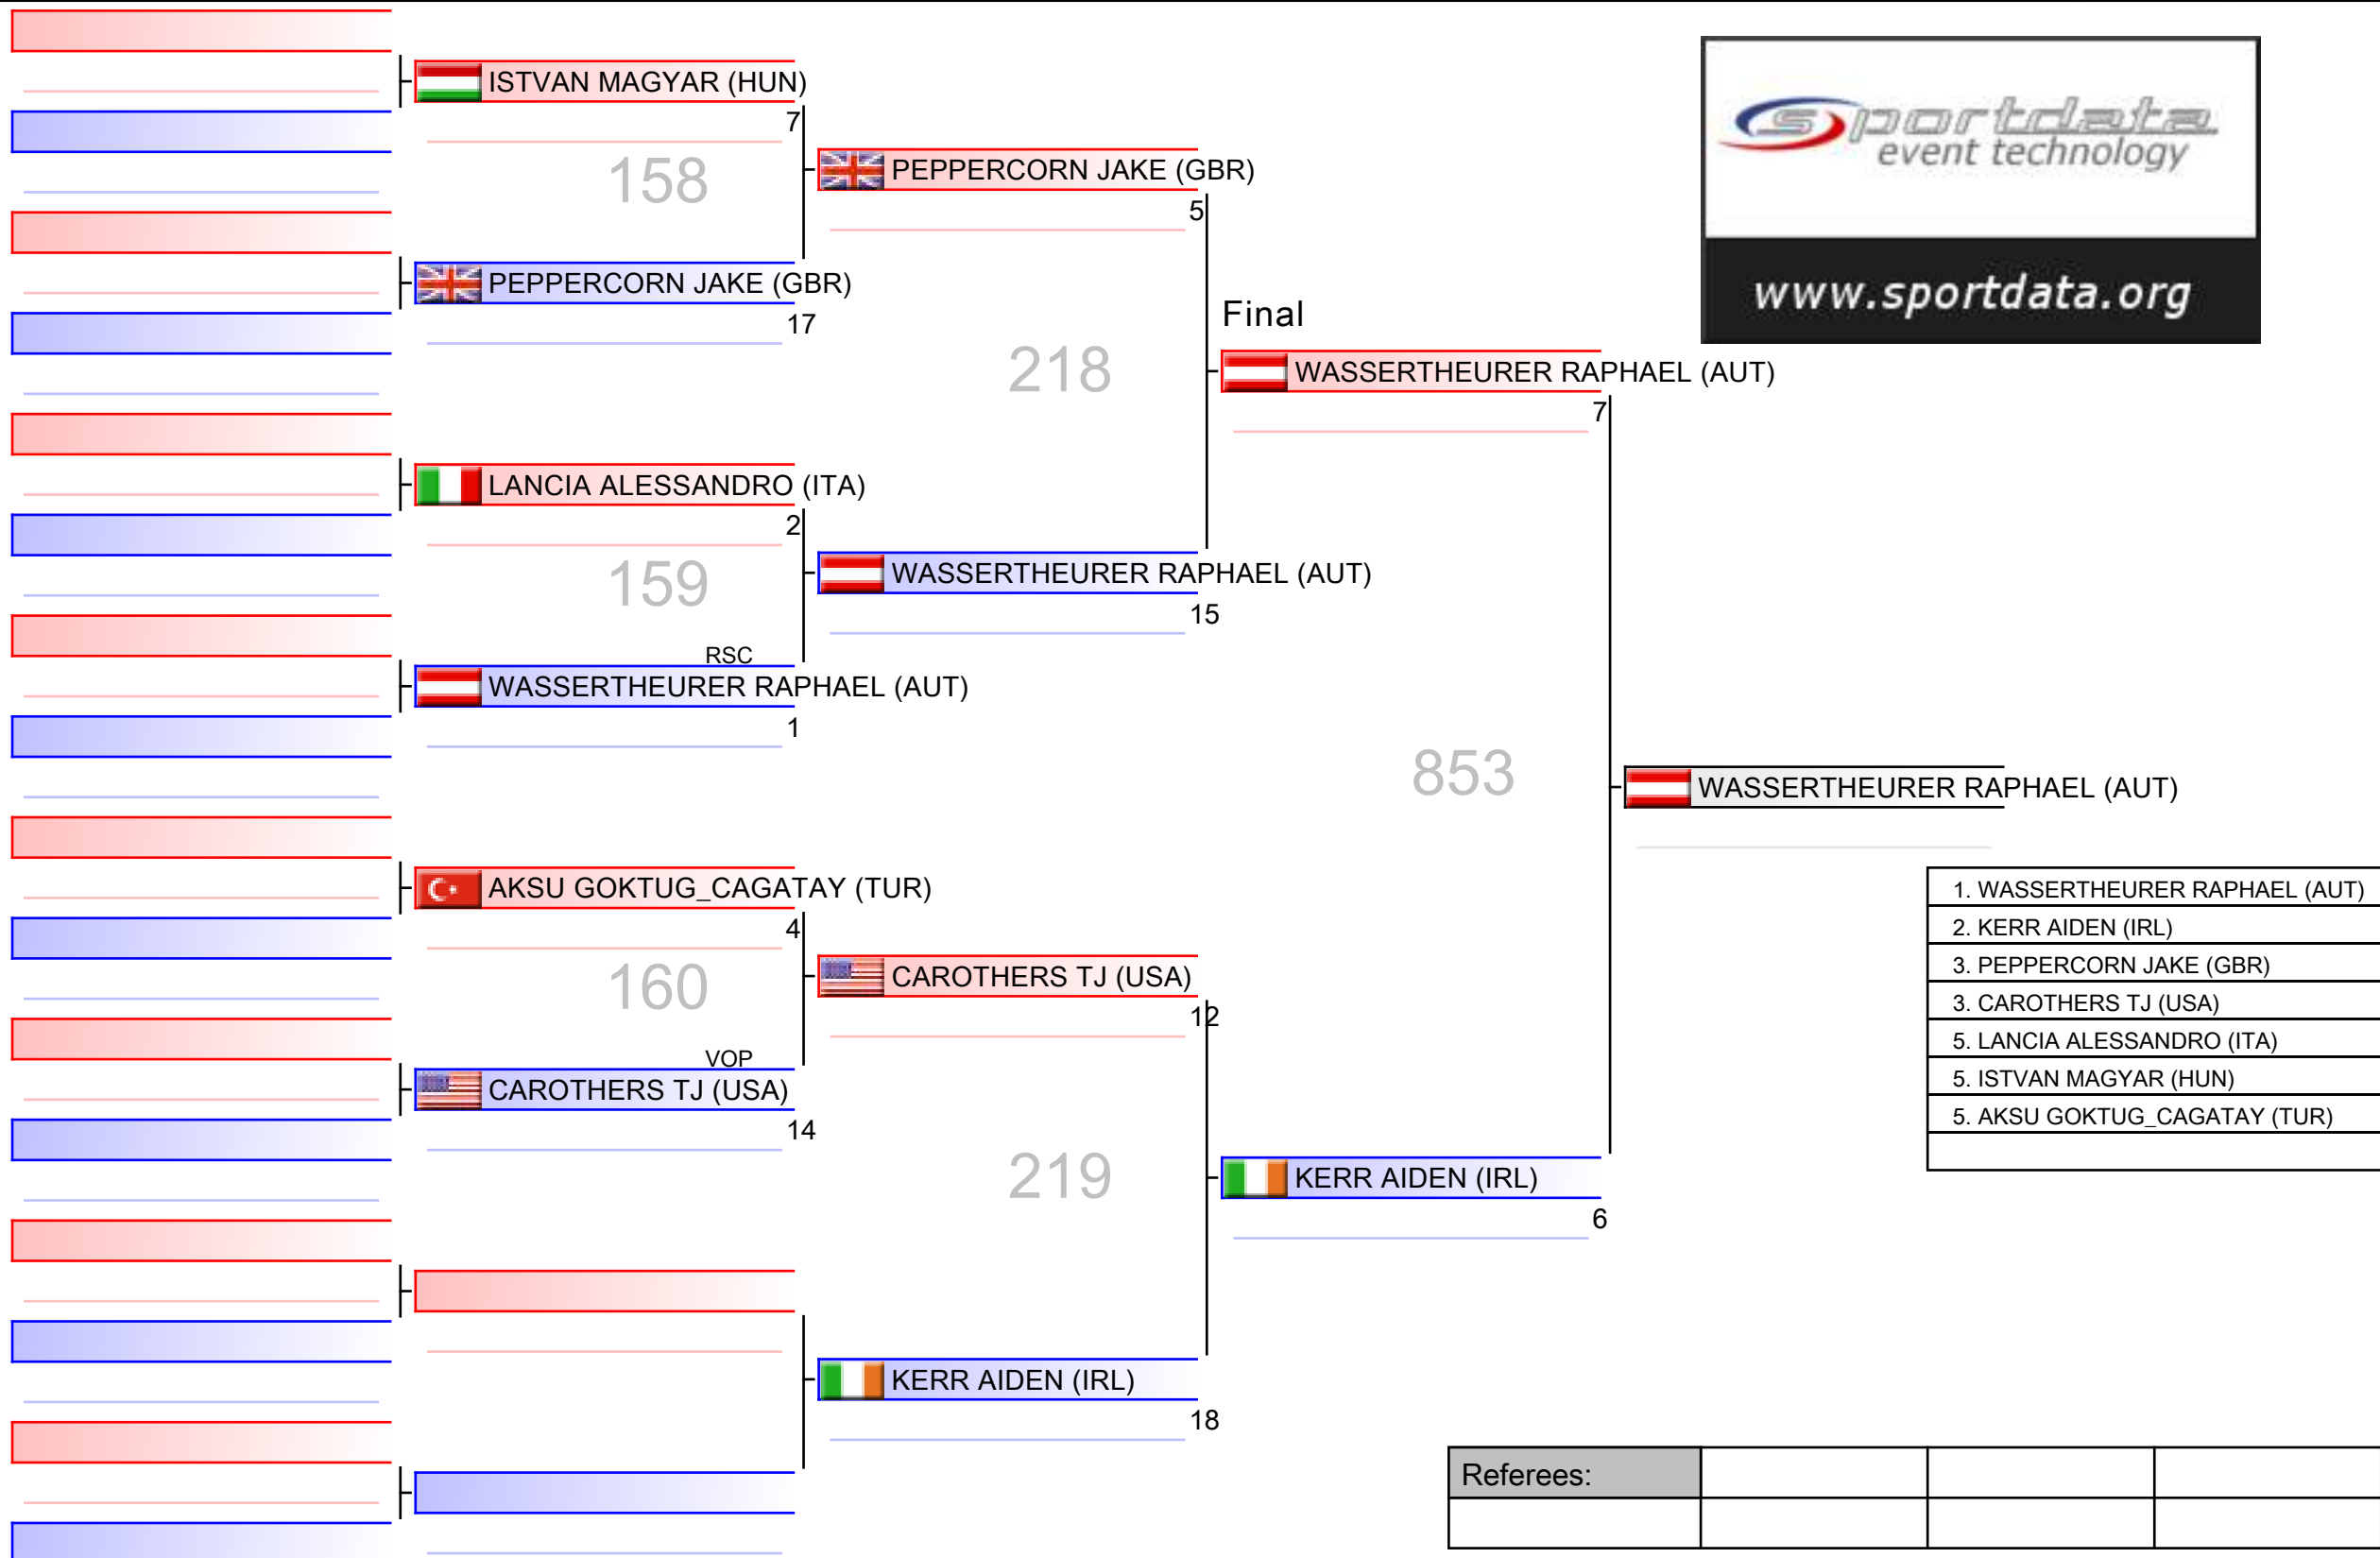 ISTVAN MAGYAR (HUN)
7
158
PEPPERCORN JAKE (GBR)
17
LANCIA ALESSANDRO (ITA)
2
159
RSC
WASSERTHEURER RAPHAEL (AUT)
1
AKSU GOKTUG_CAGATAY (TUR)
4
160
VOP
CAROTHERS TJ (USA)
14
PEPPERCORN JAKE (GBR)
5
218
WASSERTHEURER RAPHAEL (AUT)
15
CAROTHERS TJ (USA)
12
219
KERR AIDEN (IRL)
18
Final
WASSERTHEURER RAPHAEL (AUT)
7
853
KERR AIDEN (IRL)
6
WASSERTHEURER RAPHAEL (AUT)
sportdata
event technology
www.sportdata.org
1. WASSERTHEURER RAPHAEL (AUT)
2. KERR AIDEN (IRL)
3. PEPPERCORN JAKE (GBR)
3. CAROTHERS TJ (USA)
5. LANCIA ALESSANDRO (ITA)
5. ISTVAN MAGYAR (HUN)
5. AKSU GOKTUG_CAGATAY (TUR)
Referees: